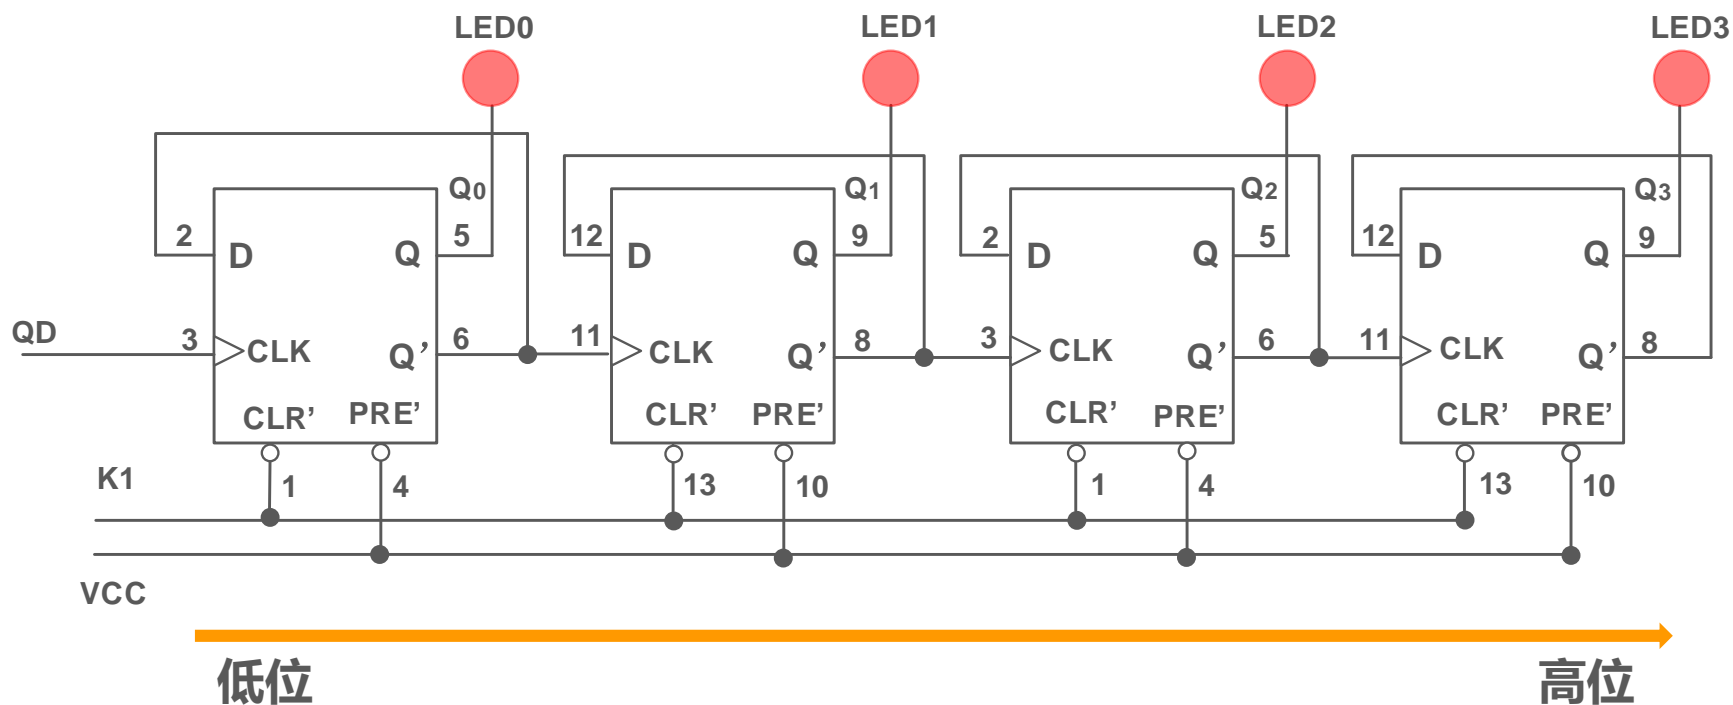 LED0 LED1 LED2 LED3
Q0 Q1 Q2 Q3
2 D Q 5 12 D Q 9 2 D Q 5 12 D Q 9
QD 3 CLK Q’ 6 11 CLK Q’ 8 3 CLK Q’ 6 11 CLK Q’ 8
CLR’ PRE’ CLR’ PRE’ CLR’ PRE’ CLR’ PRE’
K1 1 4 13 10 1 4 13 10
VCC
低位 高位